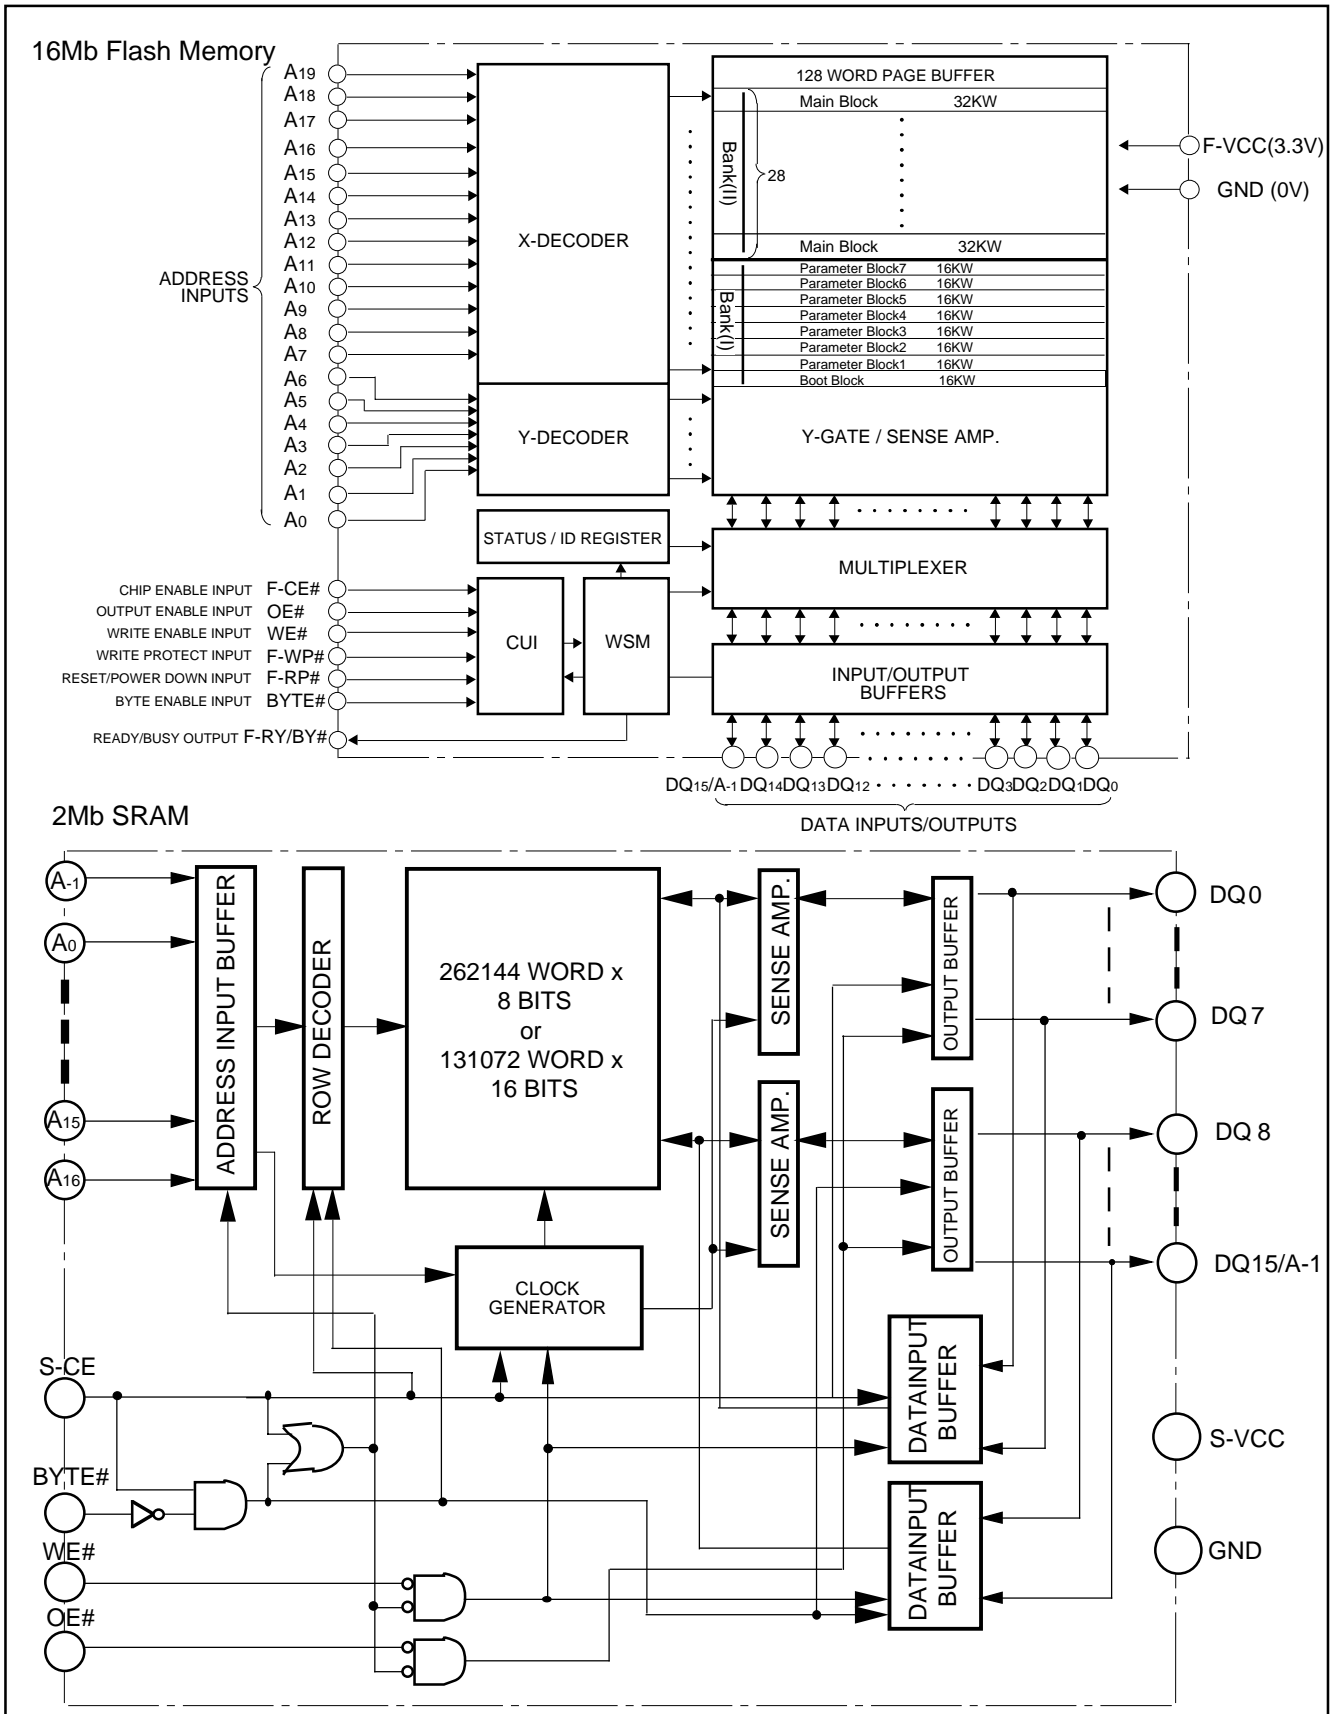 16Mb Flash Memory
A19
A18
A17
A16
A15
A14
A13
A12
A11
A10
A9
A8
A7
A6
A5
A4
A3
A2
A1
A0
ADDRESS
INPUTS
X-DECODER
Y-DECODER
128 WORD PAGE BUFFER
Main Block 32KW
Bank(II)
28
Main Block 32KW
Bank(I)
Parameter Block7 16KW
Parameter Block6 16KW
Parameter Block5 16KW
Parameter Block4 16KW
Parameter Block3 16KW
Parameter Block2 16KW
Parameter Block1 16KW
Boot Block 16KW
Y-GATE / SENSE AMP.
F-VCC(3.3V)
GND (0V)
STATUS / ID REGISTER
MULTIPLEXER
CHIP ENABLE INPUT F-CE#
OUTPUT ENABLE INPUT OE#
WRITE ENABLE INPUT WE#
WRITE PROTECT INPUT F-WP#
RESET/POWER DOWN INPUT F-RP#
BYTE ENABLE INPUT BYTE#
READY/BUSY OUTPUT F-RY/BY#
CUI
WSM
INPUT/OUTPUT
BUFFERS
DQ15/A-1 DQ14 DQ13 DQ12 DQ3 DQ2 DQ1 DQ0
DATA INPUTS/OUTPUTS
2Mb SRAM
A-1
A0
A15
A16
ADDRESS INPUT BUFFER
ROW DECODER
262144 WORD x
8 BITS
or
131072 WORD x
16 BITS
SENSE AMP.
SENSE AMP.
OUTPUT BUFFER
OUTPUT BUFFER
DQ0
DQ7
DQ8
DQ15/A-1
CLOCK
GENERATOR
DATAINPUT
BUFFER
DATAINPUT
BUFFER
S-CE
BYTE#
WE#
OE#
S-VCC
GND